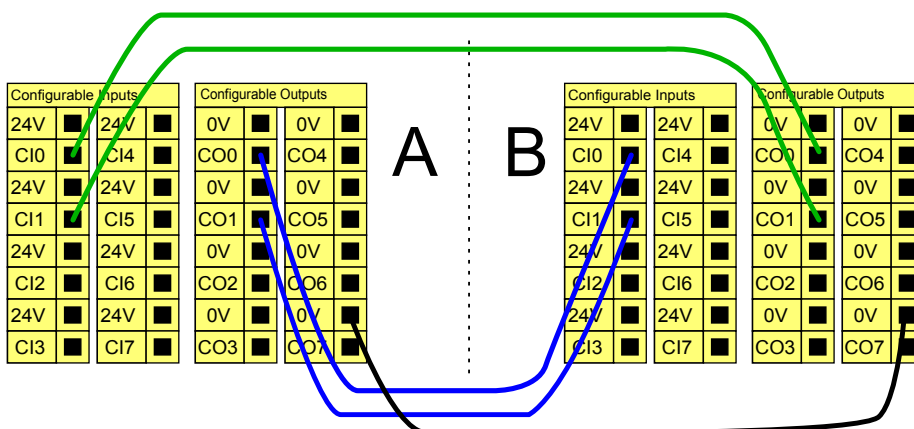 Configurable Inputs
24V 24V
CI0 CI4
24V 24V
CI1 CI5
24V 24V
CI2 CI6
24V 24V
CI3 CI7
Configurable Outputs
0V 0V
CO0 CO4
0V 0V
CO1 CO5
0V 0V
CO2 CO6
0V 0V
CO3 CO7
A
B
Configurable Inputs
24V 24V
CI0 CI4
24V 24V
CI1 CI5
24V 24V
CI2 CI6
24V 24V
CI3 CI7
Configurable Outputs
0V 0V
CO0 CO4
0V 0V
CO1 CO5
0V 0V
CO2 CO6
0V 0V
CO3 CO7